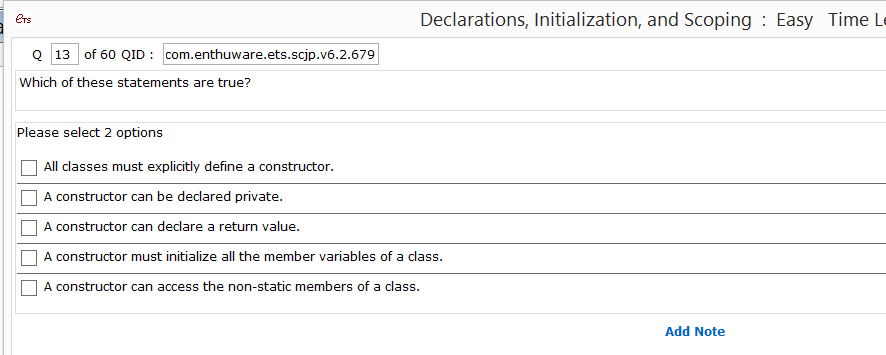 ets Declarations, Initialization, and Scoping : Easy Time Le
Q 13 of 60 QID : com.enthuware.ets.scjp.v6.2.679
Which of these statements are true?
Please select 2 options
All classes must explicitly define a constructor.
A constructor can be declared private.
A constructor can declare a return value.
A constructor must initialize all the member variables of a class.
A constructor can access the non-static members of a class.
Add Note